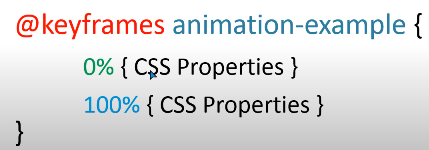 @keyframes animation-example {
0% { CSS Properties }
100% { CSS Properties }
}